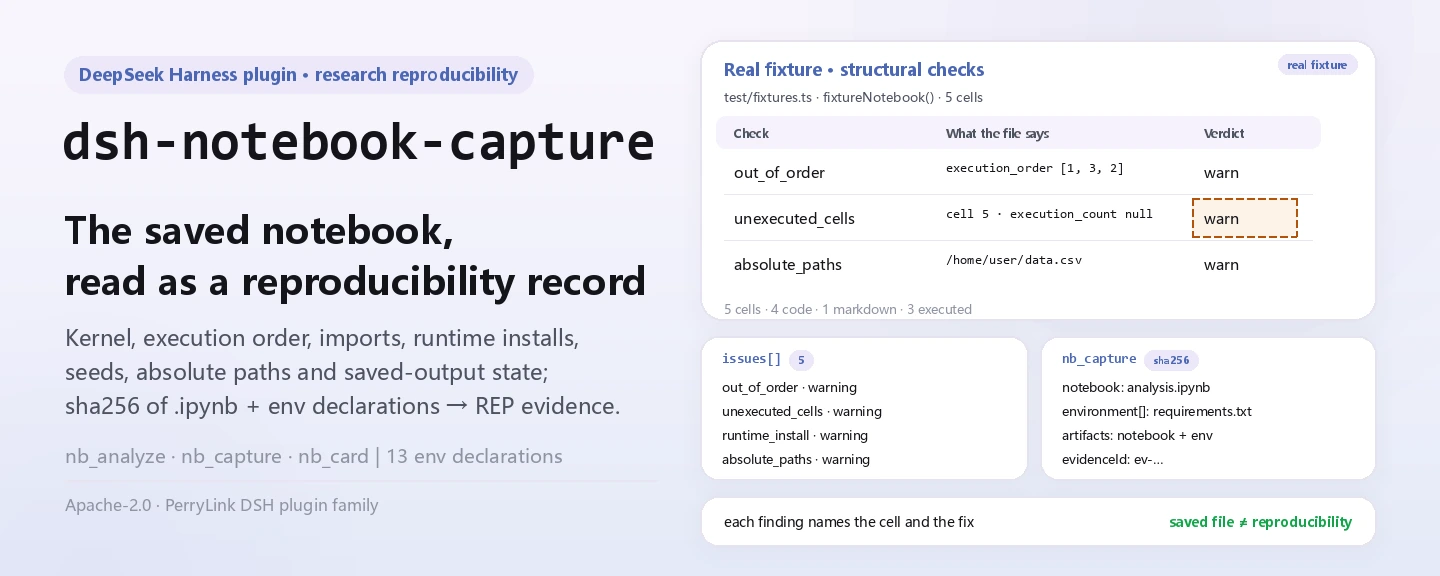 DeepSeek Harness plugin • research reproducibility
dsh-notebook-capture
The saved notebook,
read as a reproducibility record
Kernel, execution order, imports, runtime installs,
seeds, absolute paths and saved-output state;
sha256 of .ipynb + env declarations → REP evidence.
nb_analyze · nb_capture · nb_card | 13 env declarations
Apache-2.0 · PerryLink DSH plugin family
Real fixture • structural checks
real fixture
test/fixtures.ts · fixtureNotebook() · 5 cells
Check What the file says Verdict
out_of_order execution_order [1, 3, 2] warn
unexecuted_cells cell 5 · execution_count null warn
absolute_paths /home/user/data.csv warn
5 cells · 4 code · 1 markdown · 3 executed
issues[] 5
out_of_order · warning
unexecuted_cells · warning
runtime_install · warning
absolute_paths · warning
nb_capture sha256
notebook: analysis.ipynb
environment[]: requirements.txt
artifacts: notebook + env
evidenceId: ev-…
each finding names the cell and the fix
saved file ≠ reproducibility